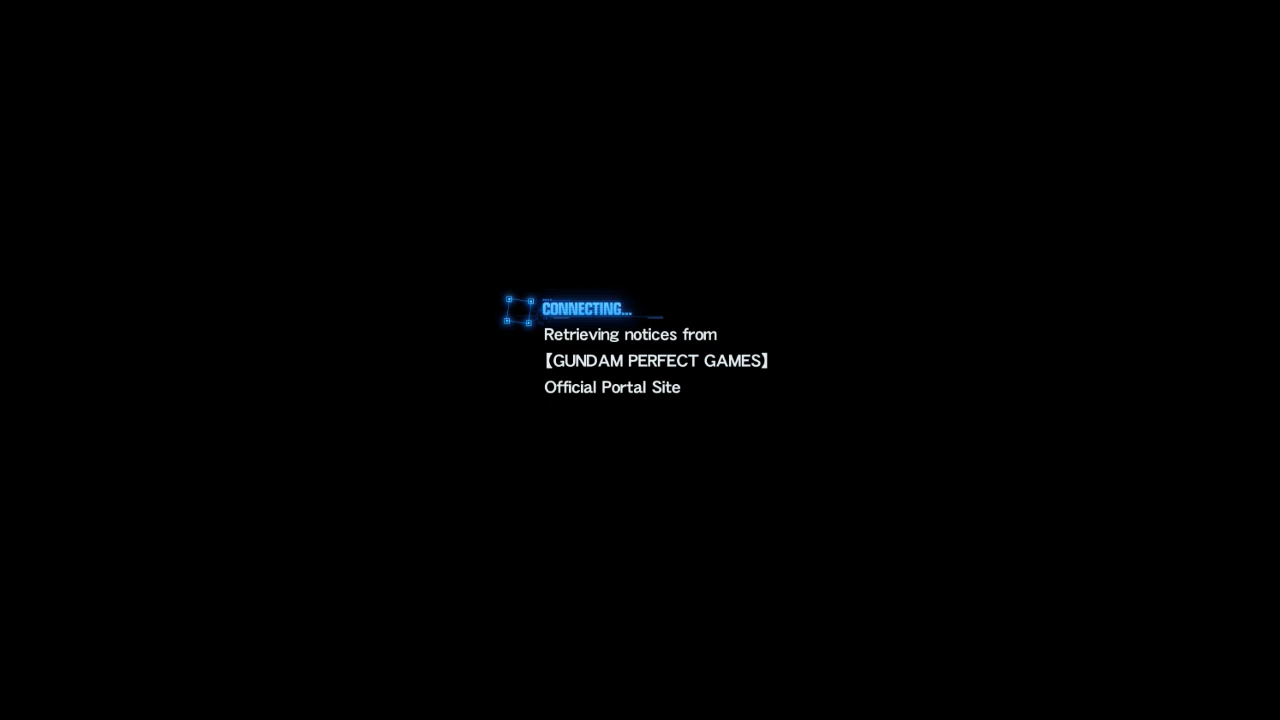 CONNECTING...
Retrieving notices from
【GUNDAM PERFECT GAMES】
Official Portal Site